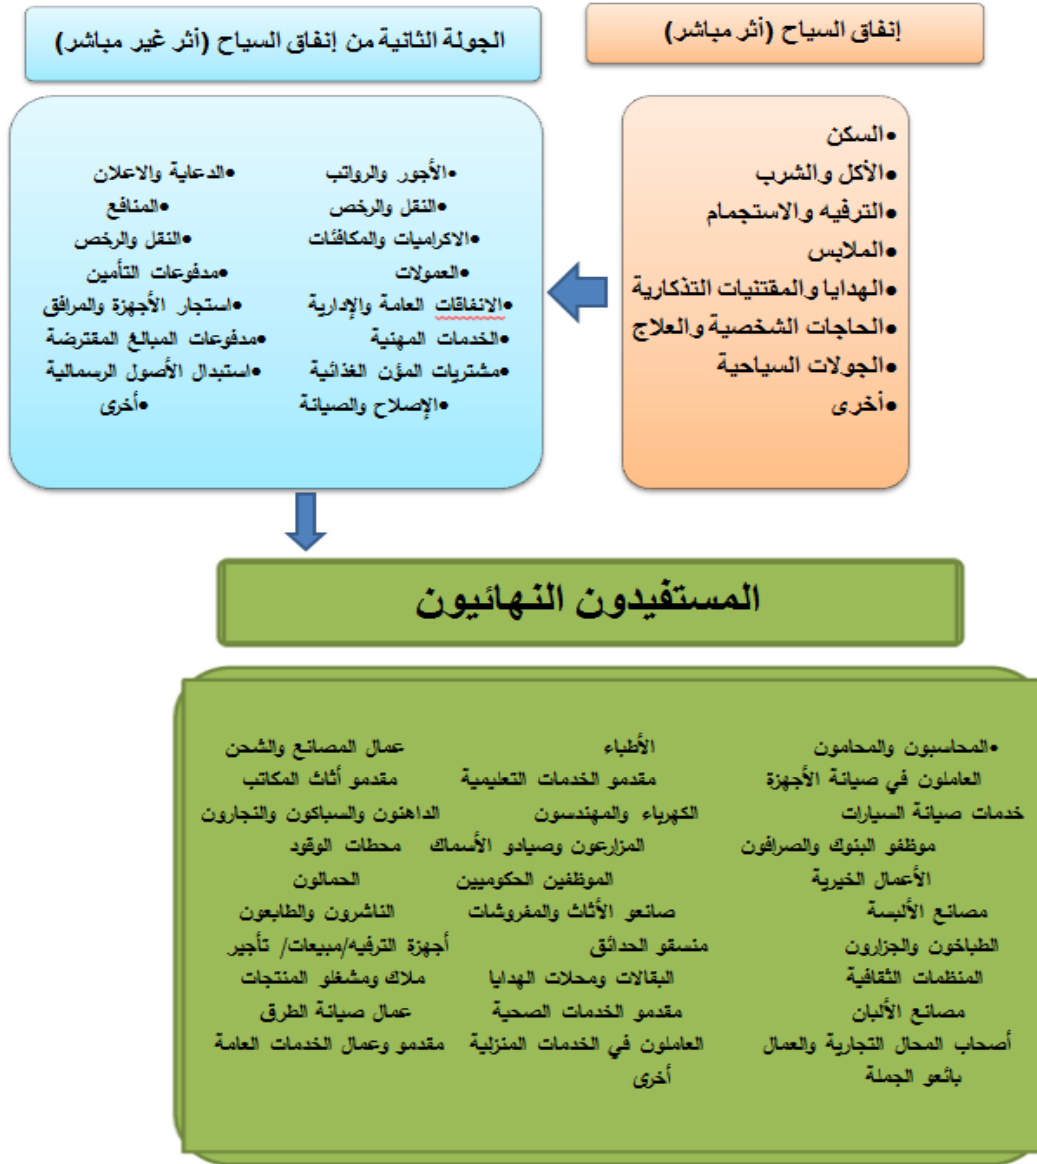 إنفاق السياح (أثر مباشر)
•السكن
•الأكل والشرب
•الترفيه والاستجمام
•الملابس
•الهدايا والمقتنيات التذكارية
•الحاجات الشخصية والعلاج
•الجولات السياحية
•أخرى
الجولة الثانية من إنفاق السياح (أثر غير مباشر)
•الأجور والرواتب •الدعاية والاعلان
•النقل والرخص •المنافع
•الاكراميات والمكافئات •النقل والرخص
•العمولات •مدفوعات التأمين
•الانفاقات العامة والإدارية •استجار الأجهزة والمرافق
•الخدمات المهنية •مدفوعات المبالغ المقترضة
•مشتريات المؤن الغذائية •استبدال الأصول الرسمالية
•الإصلاح والصيانة •أخرى
المستفيدون النهائيون
•المحاسبون والمحامون الأطباء عمال المصانع والشحن
العاملون في صيانة الأجهزة مقدمو الخدمات التعليمية مقدمو أثاث المكاتب
خدمات صيانة السيارات الكهرباء والمهندسون الداهنون والسباكون والنجارون
موظفو البنوك والصرافون المزارعون وصيادو الأسماك محطات الوقود
الأعمال الخيرية الموظفين الحكوميين الحمالون
مصانع الألبسة صانعو الأثاث والمفروشات الناشرون والطابعون
الطباخون والجزارون منسقو الحدائق أجهزة الترفيه/مبيعات/ تأجير
المنظمات الثقافية البقالات ومحلات الهدايا ملاك ومشغلو المنتجات
مصانع الألبان مقدمو الخدمات الصحية عمال صيانة الطرق
أصحاب المحال التجارية والعمال العاملون في الخدمات المنزلية مقدمو وعمال الخدمات العامة
بائعو الجملة أخرى